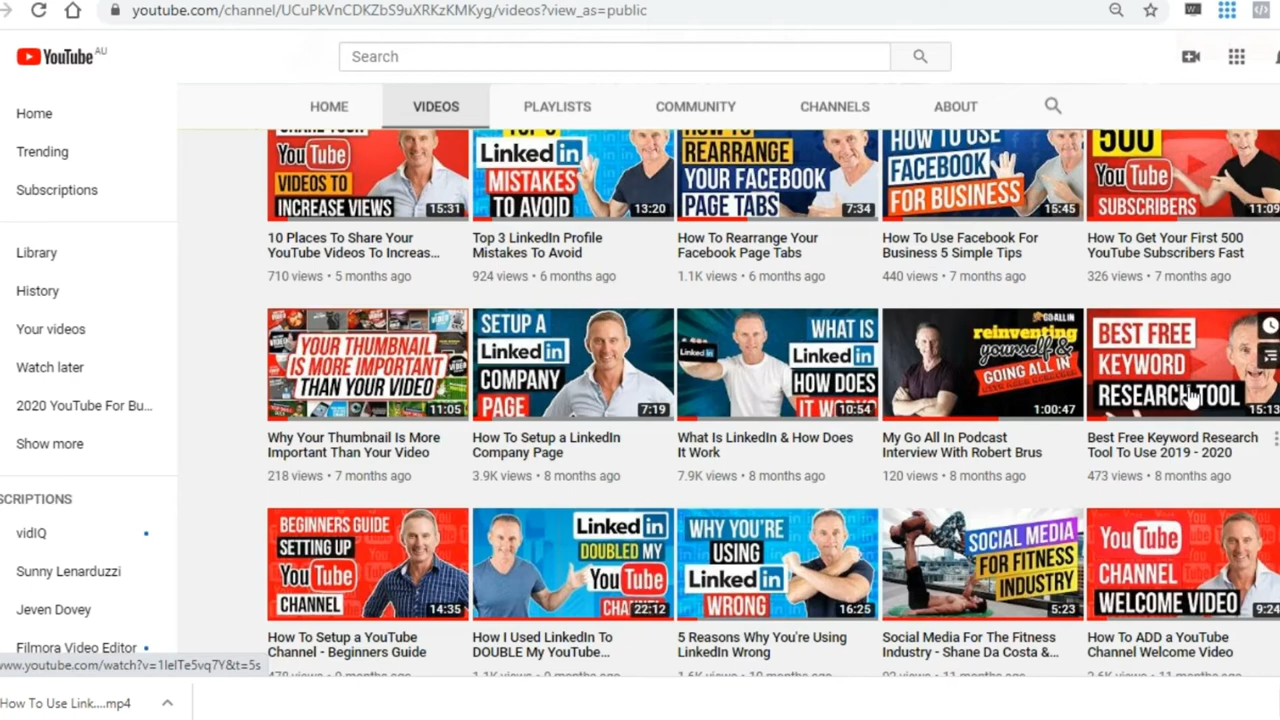 youtube.com/channel/UCuPkVnCDKZbS9uXRKzKMKyg/videos?view_as=public
YouTube AU
Search
HOME
VIDEOS
PLAYLISTS
COMMUNITY
CHANNELS
ABOUT
Home
Trending
Subscriptions
Library
History
Your videos
Watch later
2020 YouTube For Bu...
Show more
SCRIPTIONS
vidIQ
Sunny Lenarduzzi
Jeven Dovey
Filmora Video Editor
YouTube
VIDEOS TO
INCREASE VIEWS
15:31
10 Places To Share Your
YouTube Videos To Increas...
710 views • 5 months ago
LinkedIn
MISTAKES
TO AVOID
13:20
Top 3 LinkedIn Profile
Mistakes To Avoid
924 views • 6 months ago
HOW TO
REARRANGE
YOUR FACEBOOK
PAGE TABS
7:34
How To Rearrange Your
Facebook Page Tabs
1.1K views • 6 months ago
HOW TO USE
FACEBOOK
FOR BUSINESS
15:45
How To Use Facebook For
Business 5 Simple Tips
440 views • 7 months ago
500
YouTube
SUBSCRIBERS
11:09
How To Get Your First 500
YouTube Subscribers Fast
326 views • 7 months ago
YOUR THUMBNAIL
IS MORE IMPORTANT
THAN YOUR VIDEO
11:05
Why Your Thumbnail Is More
Important Than Your Video
218 views • 7 months ago
SETUP A
LinkedIn
COMPANY
PAGE
7:19
How To Setup a LinkedIn
Company Page
3.9K views • 8 months ago
WHAT IS
LinkedIn
HOW DOES
IT WORK
10:54
What Is LinkedIn & How Does
It Work
7.9K views • 8 months ago
GO ALL IN
reinventing
yourself &
GOING ALL IN
1:00:47
My Go All In Podcast
Interview With Robert Brus
120 views • 8 months ago
BEST FREE
KEYWORD
RESEARCH TOOL
15:13
Best Free Keyword Research
Tool To Use 2019 - 2020
473 views • 8 months ago
BEGINNERS GUIDE
SETTING UP
YouTube
CHANNEL
14:35
How To Setup a YouTube
Channel - Beginners Guide
LinkedIn
DOUBLED MY
YouTube
22:12
How I Used LinkedIn To
DOUBLE My YouTube...
WHY YOU'RE
USING
LinkedIn
WRONG
16:25
5 Reasons Why You're Using
LinkedIn Wrong
SOCIAL MEDIA
FOR FITNESS
INDUSTRY
5:23
Social Media For The Fitness
Industry - Shane Da Costa &...
YouTube
CHANNEL
WELCOME VIDEO
9:24
How To ADD a YouTube
Channel Welcome Video
How To Use Link....mp4